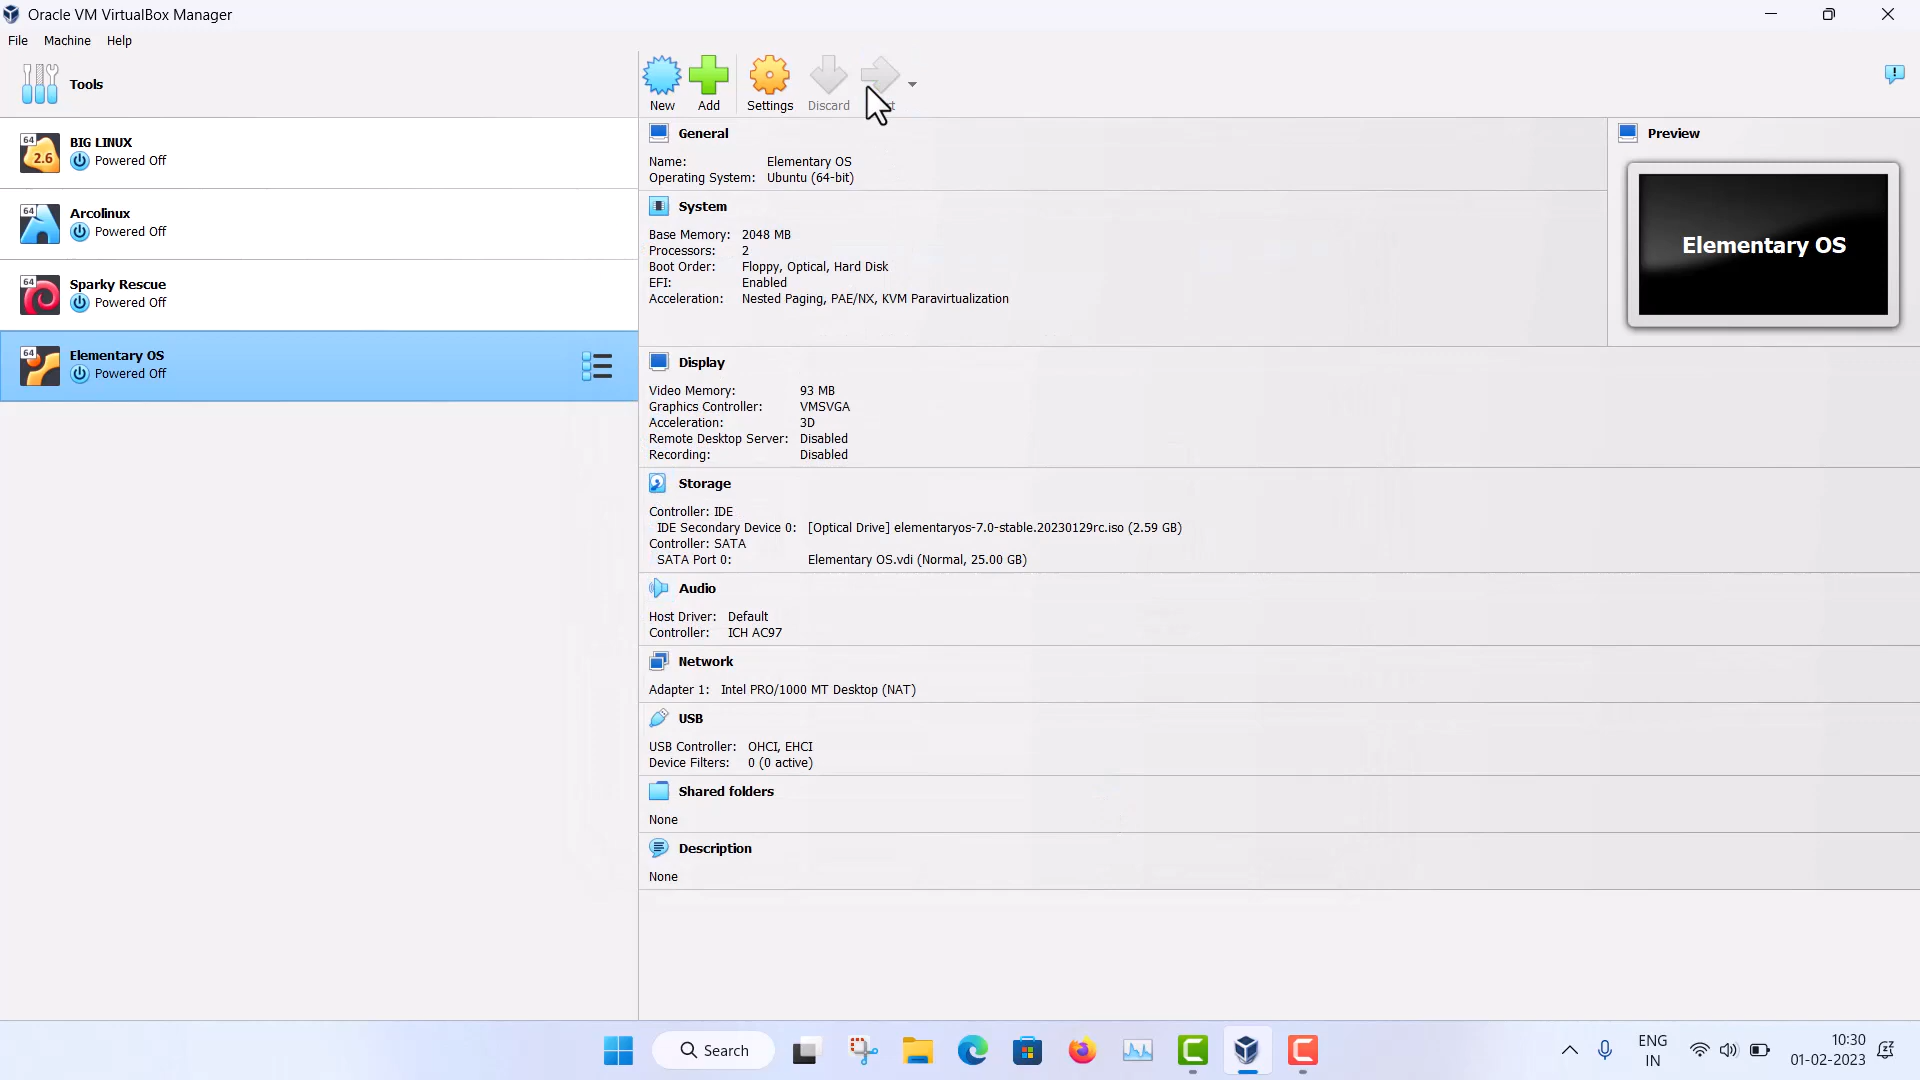 Oracle VM VirtualBox Manager
File Machine Help
Tools
New Add Settings Discard
64
2.6
BIG LINUX
Powered Off
64
Arcolinux
Powered Off
64
Sparky Rescue
Powered Off
64
Elementary OS
Powered Off
General
Name: Elementary OS
Operating System: Ubuntu (64-bit)
System
Base Memory: 2048 MB
Processors: 2
Boot Order: Floppy, Optical, Hard Disk
EFI: Enabled
Acceleration: Nested Paging, PAE/NX, KVM Paravirtualization
Preview
Elementary OS
Display
Video Memory: 93 MB
Graphics Controller: VMSVGA
Acceleration: 3D
Remote Desktop Server: Disabled
Recording: Disabled
Storage
Controller: IDE
IDE Secondary Device 0: [Optical Drive] elementaryos-7.0-stable.20230129rc.iso (2.59 GB)
Controller: SATA
SATA Port 0: Elementary OS.vdi (Normal, 25.00 GB)
Audio
Host Driver: Default
Controller: ICH AC97
Network
Adapter 1: Intel PRO/1000 MT Desktop (NAT)
USB
USB Controller: OHCI, EHCI
Device Filters: 0 (0 active)
Shared folders
None
Description
None
Search
ENG
IN
10:30
01-02-2023